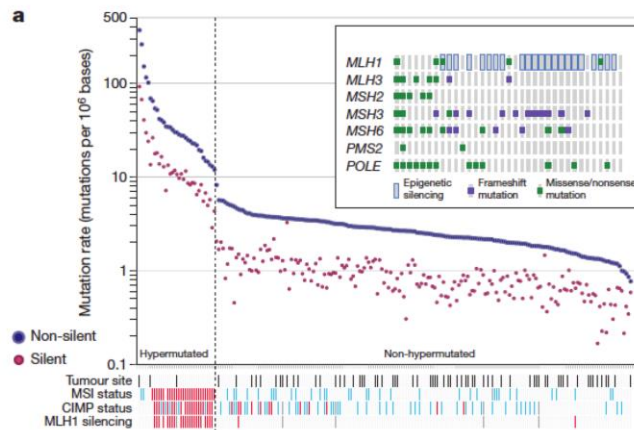 a
500
100
10
1
0.1
Mutation rate (mutations per 10⁶ bases)
Non-silent
Silent
Hypermutated
Non-hypermutated
MLH1
MLH3
MSH2
MSH3
MSH6
PMS2
POLE
Epigenetic silencing
Frameshift mutation
Missense/nonsense mutation
Tumour site
MSI status
CIMP status
MLH1 silencing